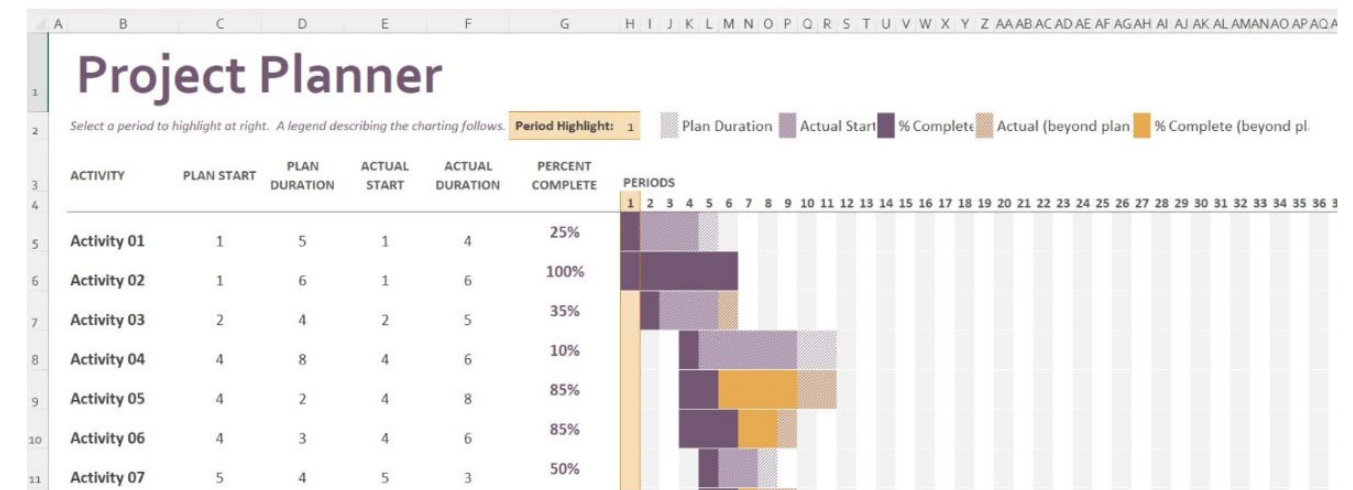 A B C D E F G H I J K L M N O P Q R S T U V W X Y Z AA AB AC AD AE AF AG AH AI AJ AK AL AM AN AO AP AQ
1 Project Planner
2 Select a period to highlight at right. A legend describing the charting follows. Period Highlight: 1 Plan Duration Actual Start % Complete Actual (beyond plan % Complete (beyond pl
3 ACTIVITY PLAN START PLAN DURATION ACTUAL START ACTUAL DURATION PERCENT COMPLETE PERIODS
4 1 2 3 4 5 6 7 8 9 10 11 12 13 14 15 16 17 18 19 20 21 22 23 24 25 26 27 28 29 30 31 32 33 34 35 36 3
5 Activity 01 1 5 1 4 25%
6 Activity 02 1 6 1 6 100%
7 Activity 03 2 4 2 5 35%
8 Activity 04 4 8 4 6 10%
9 Activity 05 4 2 4 8 85%
10 Activity 06 4 3 4 6 85%
11 Activity 07 5 4 5 3 50%